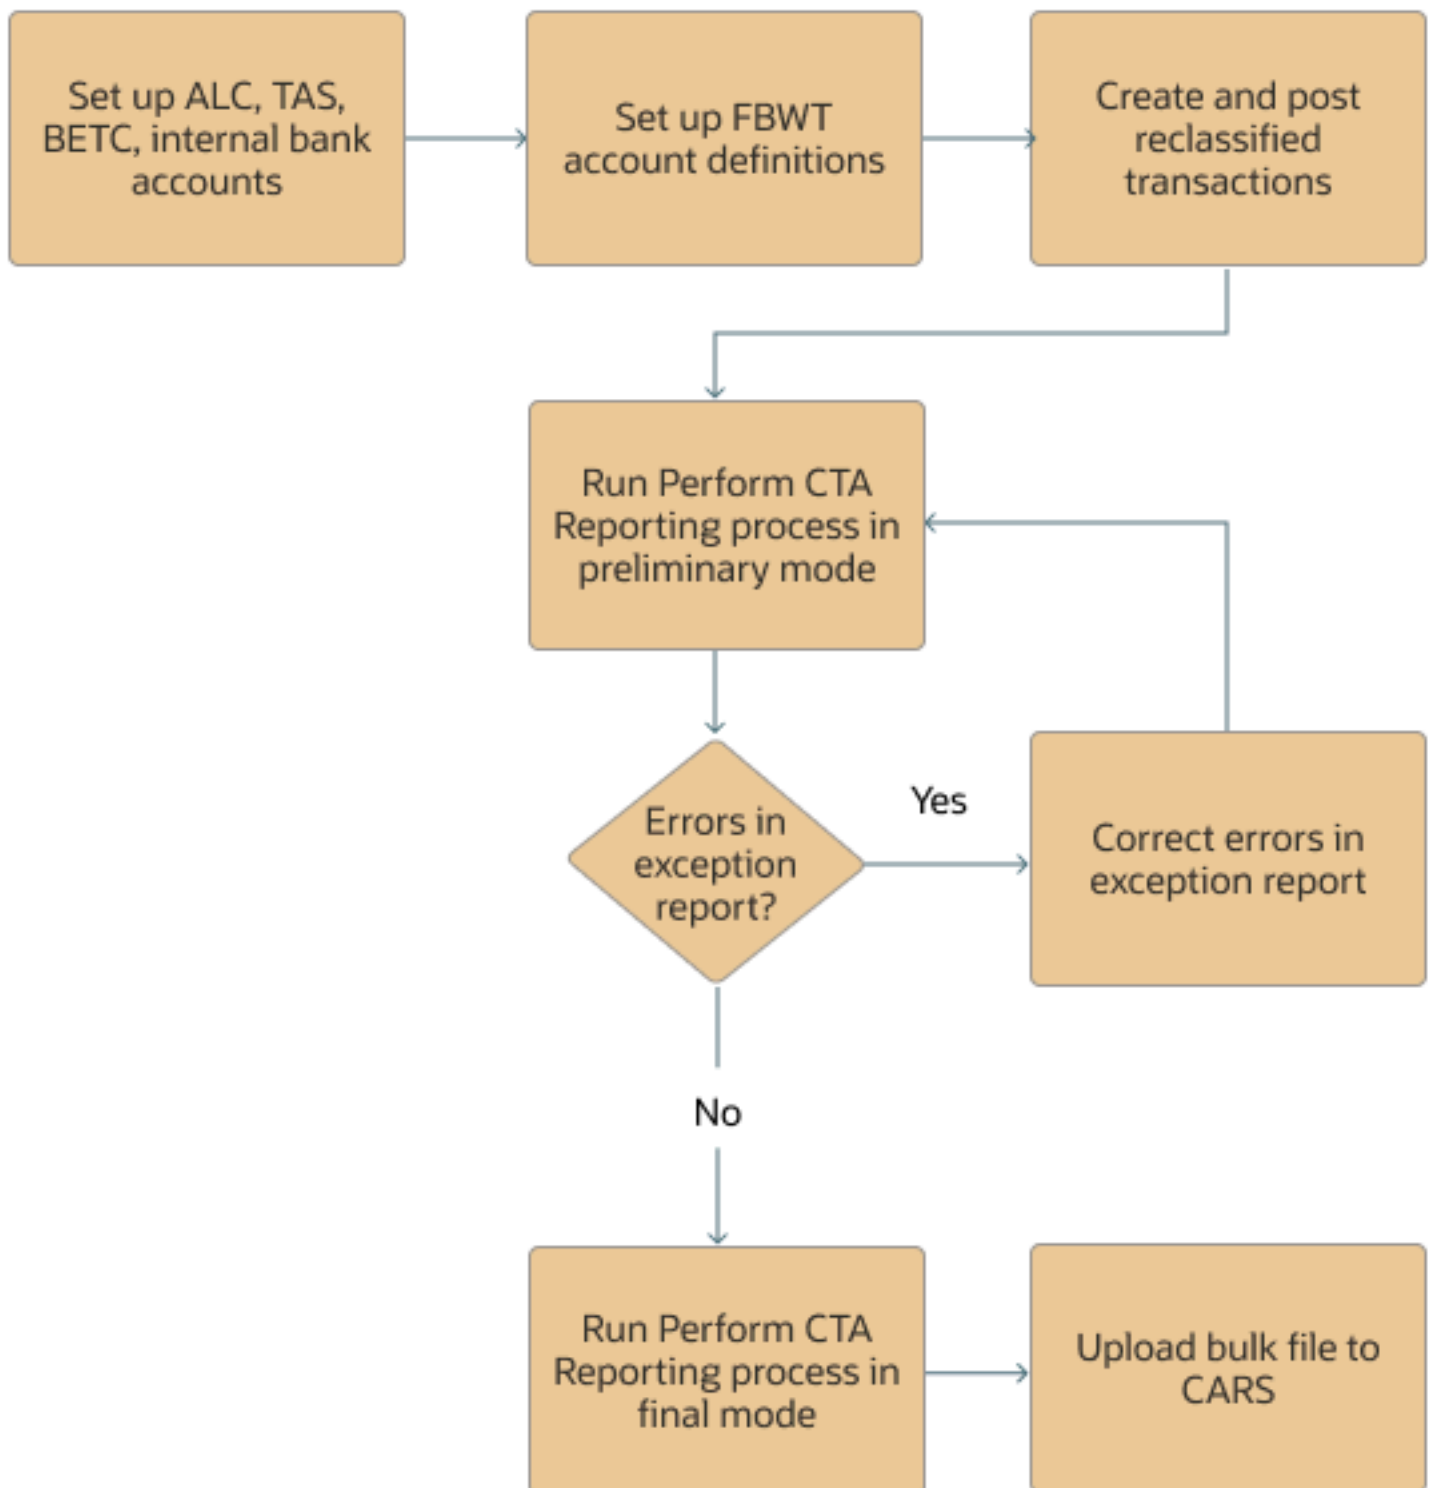 Set up ALC, TAS,
BETC, internal bank
accounts
Set up FBWT
account definitions
Create and post
reclassified
transactions
Run Perform CTA
Reporting process in
preliminary mode
Errors in
exception
report?
Yes
Correct errors in
exception report
No
Run Perform CTA
Reporting process in
final mode
Upload bulk file to
CARS